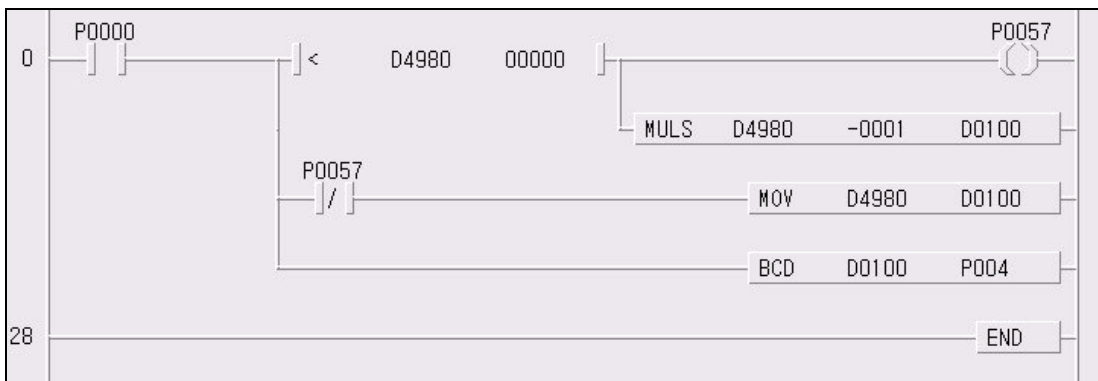 P0000 P0057
0 < D4980 00000 ( )
MULS D4980 -0001 D0100
P0057
/ MOV D4980 D0100
BCD D0100 P004
28 END